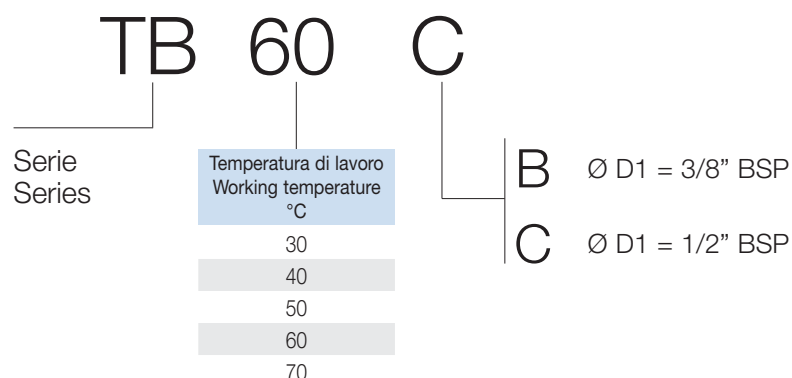 TB 60 C
Serie
Series
Temperatura di lavoro
Working temperature
°C
30
40
50
60
70
B Ø D1 = 3/8” BSP
C Ø D1 = 1/2” BSP